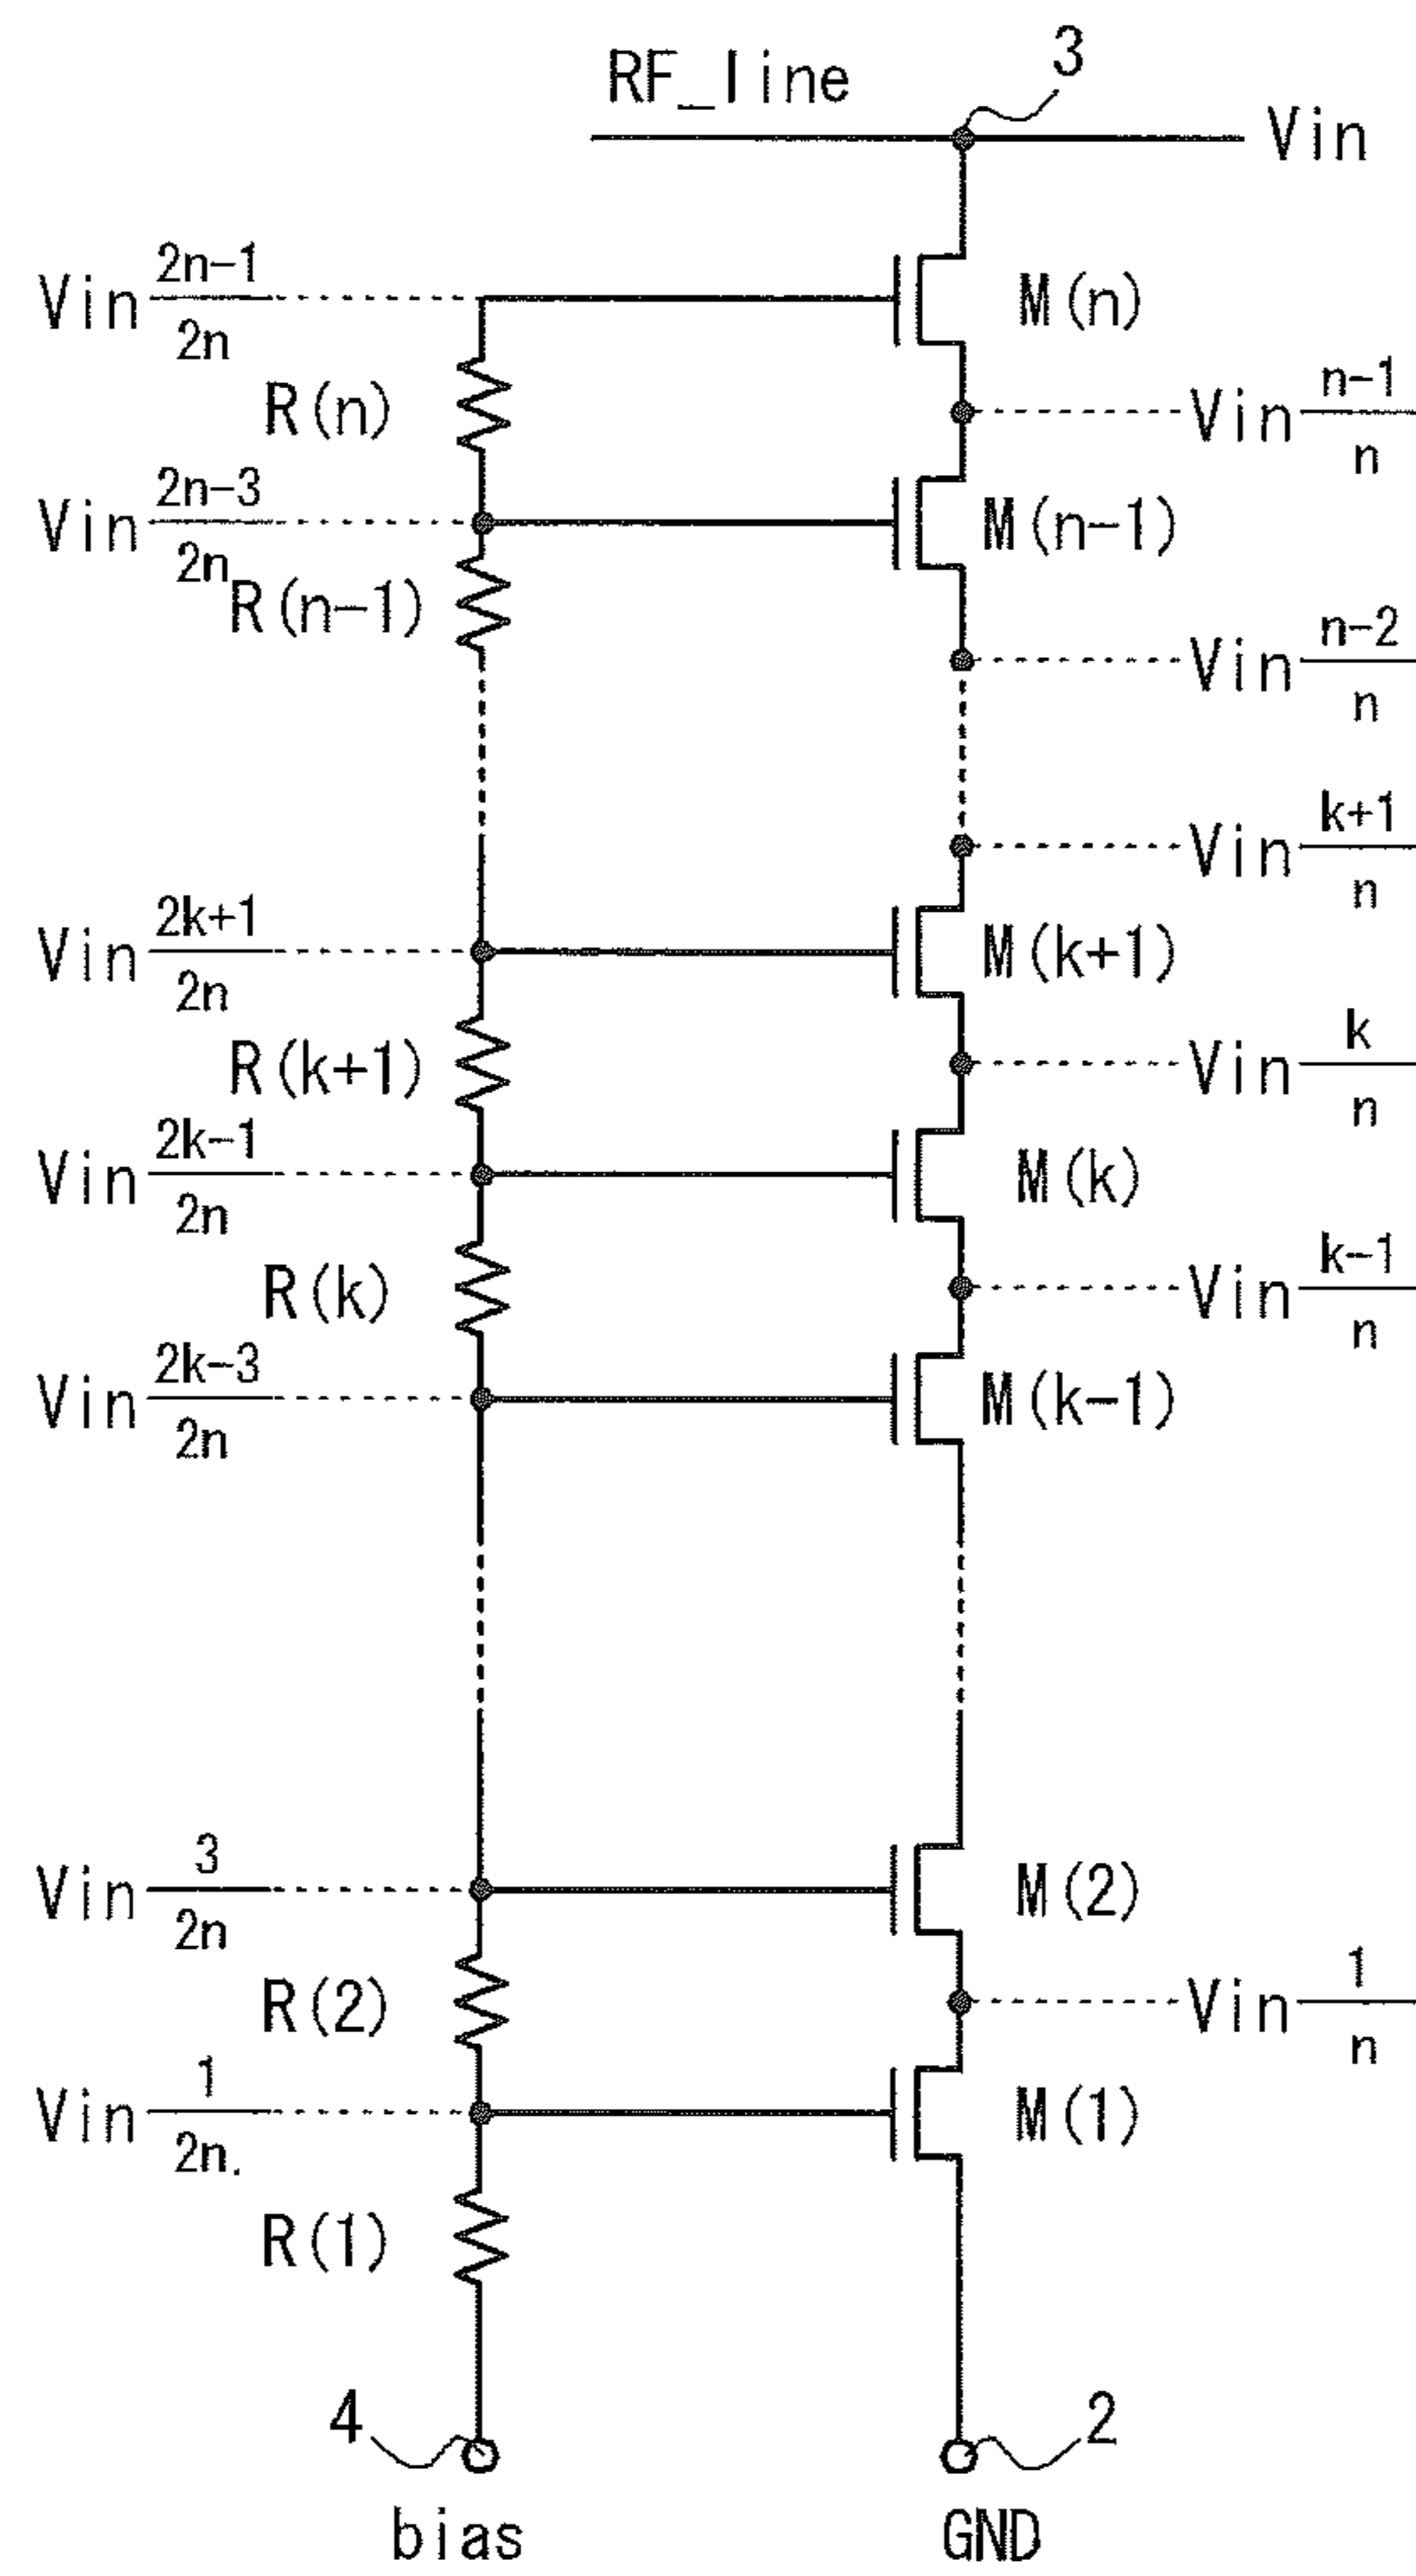 RF_line
3
Vin
Vin 2n-1/2n
M(n)
R(n)
Vin n-1/n
Vin 2n-3/2n
M(n-1)
R(n-1)
Vin n-2/n
Vin k+1/n
Vin 2k+1/2n
M(k+1)
R(k+1)
Vin k/n
Vin 2k-1/2n
M(k)
R(k)
Vin k-1/n
Vin 2k-3/2n
M(k-1)
Vin 3/2n
M(2)
R(2)
Vin 1/n
Vin 1/2n.
M(1)
R(1)
4
2
bias
GND